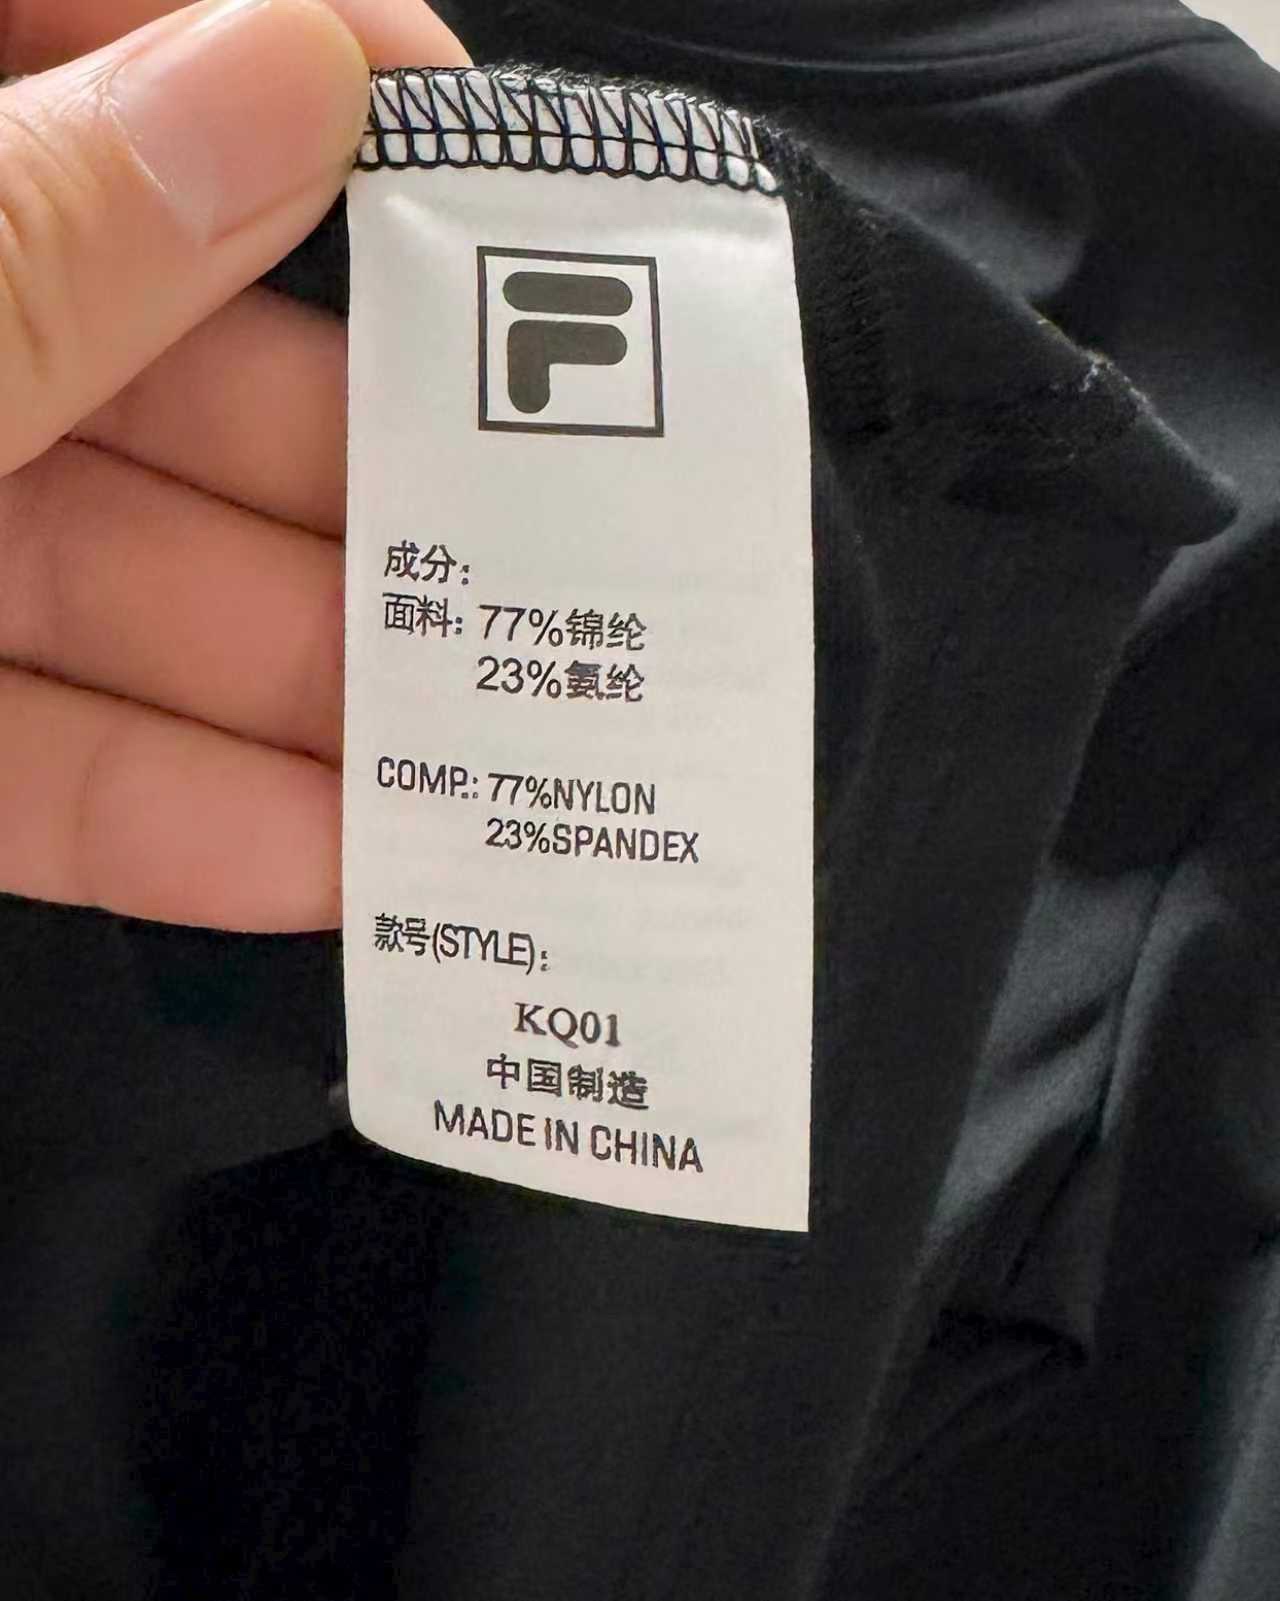 F
成分:
面料: 77%锦纶
23%氨纶
COMP.: 77%NYLON
23%SPANDEX
款号(STYLE):
KQ01
中国制造
MADE IN CHINA